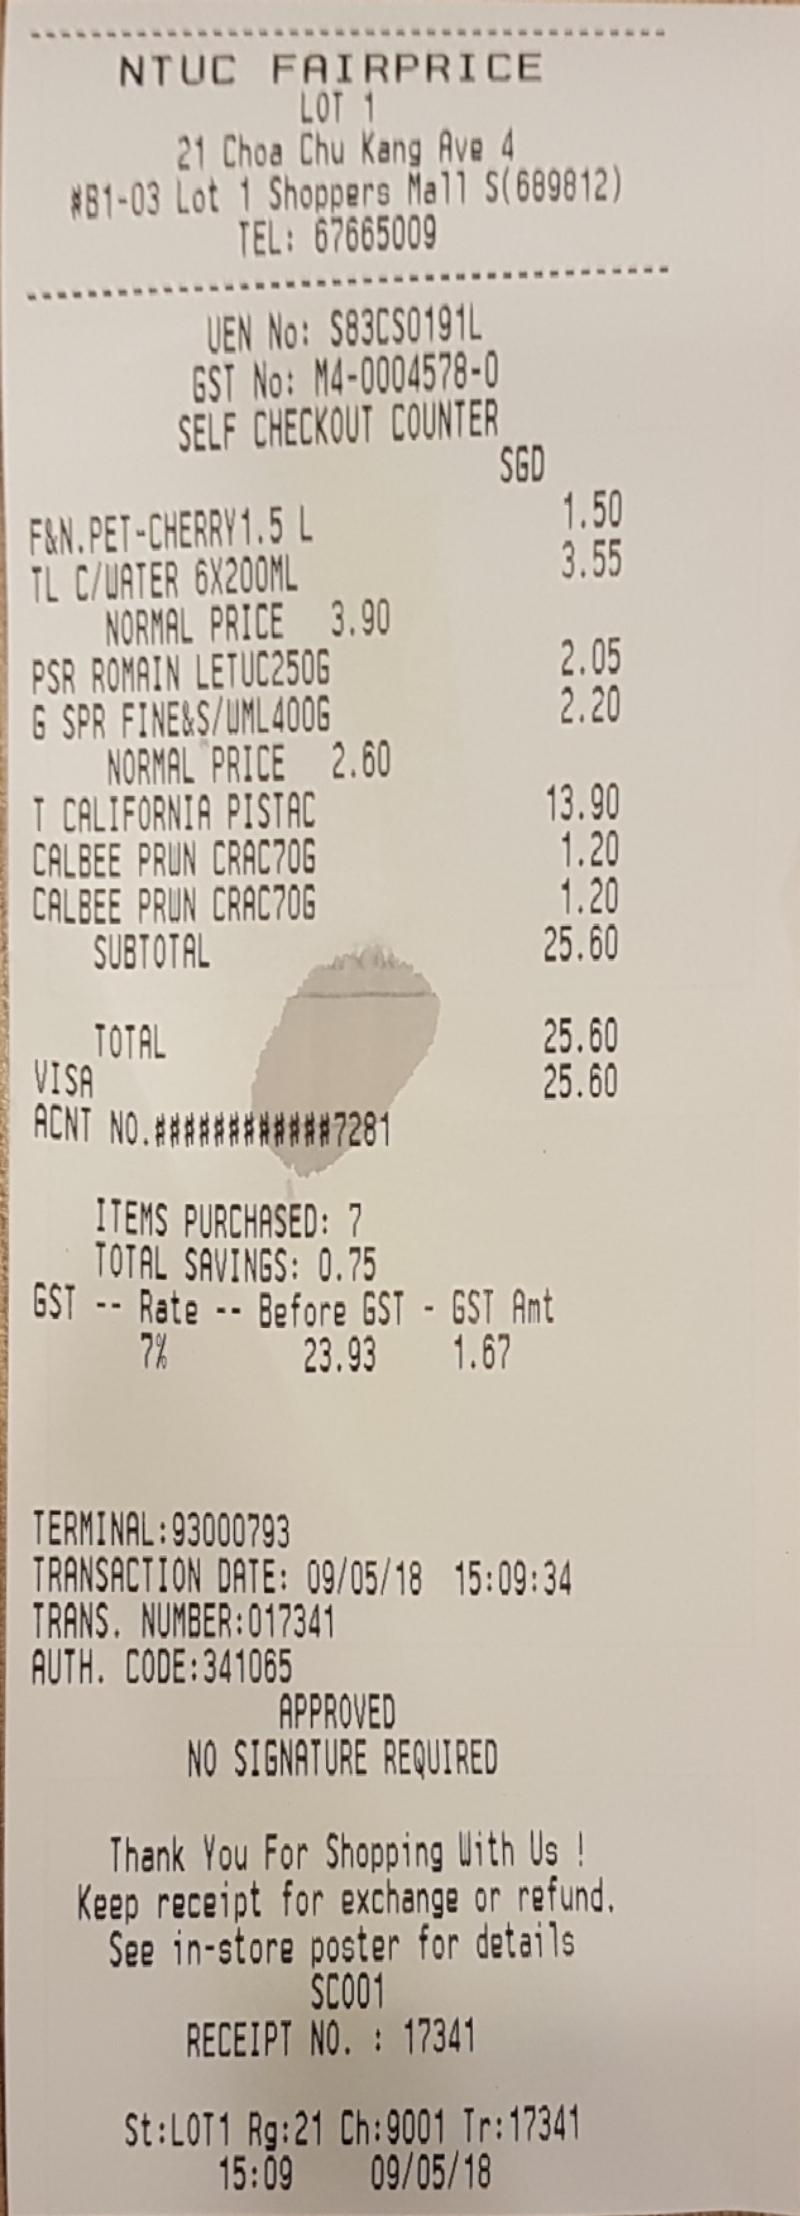 NTUC FAIRPRICE
LOT 1
21 Choa Chu Kang Ave 4
#B1-03 Lot 1 Shoppers Mall S(689812)
TEL: 67665009
UEN No: S83CS0191L
GST No: M4-0004578-0
SELF CHECKOUT COUNTER
SGD
F&N.PET-CHERRY1.5 L 1.50
TL C/WATER 6X200ML 3.55
NORMAL PRICE 3.90
PSR ROMAIN LETUC250G 2.05
G SPR FINE&S/WML400G 2.20
NORMAL PRICE 2.60
T CALIFORNIA PISTAC 13.90
CALBEE PRWN CRAC70G 1.20
CALBEE PRWN CRAC70G 1.20
SUBTOTAL 25.60
TOTAL 25.60
VISA 25.60
ACNT NO.############7281
ITEMS PURCHASED: 7
TOTAL SAVINGS: 0.75
GST -- Rate -- Before GST - GST Amt
7% 23.93 1.67
TERMINAL:93000793
TRANSACTION DATE: 09/05/18 15:09:34
TRANS. NUMBER:017341
AUTH. CODE:341065
APPROVED
NO SIGNATURE REQUIRED
Thank You For Shopping With Us !
Keep receipt for exchange or refund.
See in-store poster for details
SC001
RECEIPT NO. : 17341
St:LOT1 Rg:21 Ch:9001 Tr:17341
15:09 09/05/18